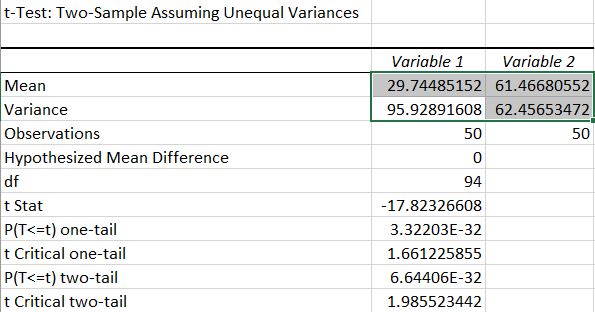 t-Test: Two-Sample Assuming Unequal Variances
Variable 1 Variable 2
Mean 29.74485152 61.46680552
Variance 95.92891608 62.45653472
Observations 50 50
Hypothesized Mean Difference 0
df 94
t Stat -17.82326608
P(T<=t) one-tail 3.32203E-32
t Critical one-tail 1.661225855
P(T<=t) two-tail 6.64406E-32
t Critical two-tail 1.985523442